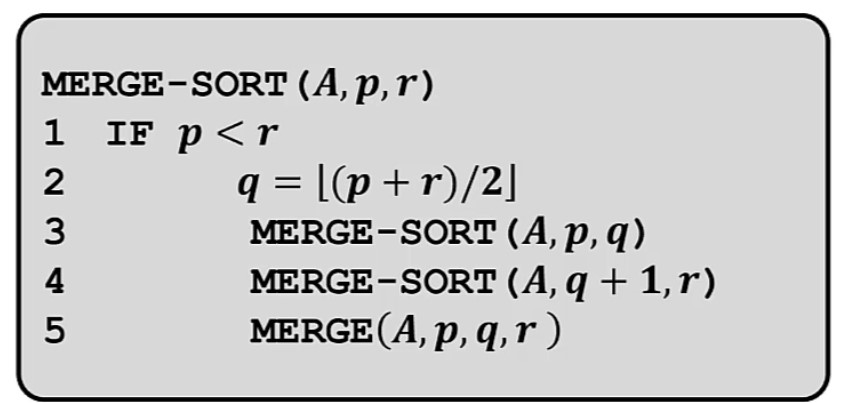 MERGE-SORT(A,p,r)
1 IF p < r
2 q = ⌊(p + r)/2⌋
3 MERGE-SORT(A,p,q)
4 MERGE-SORT(A,q + 1,r)
5 MERGE(A,p,q,r )